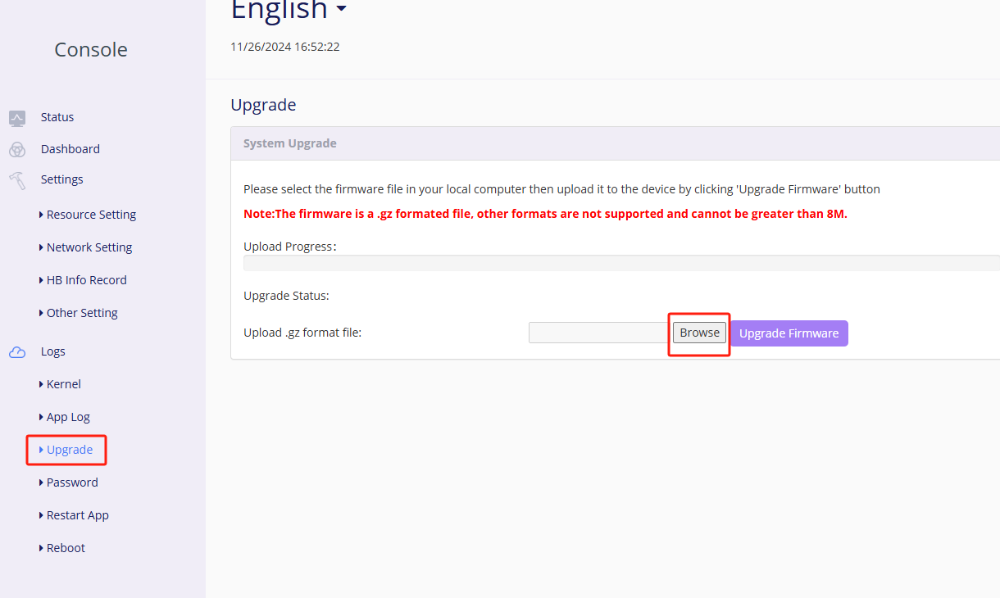 English
11/26/2024 16:52:22
Console
Status
Dashboard
Settings
Resource Setting
Network Setting
HB Info Record
Other Setting
Logs
Kernel
App Log
Upgrade
Password
Restart App
Reboot
Upgrade
System Upgrade
Please select the firmware file in your local computer then upload it to the device by clicking 'Upgrade Firmware' button
Note:The firmware is a .gz formated file, other formats are not supported and cannot be greater than 8M.
Upload Progress：
Upgrade Status:
Upload .gz format file:
Browse
Upgrade Firmware